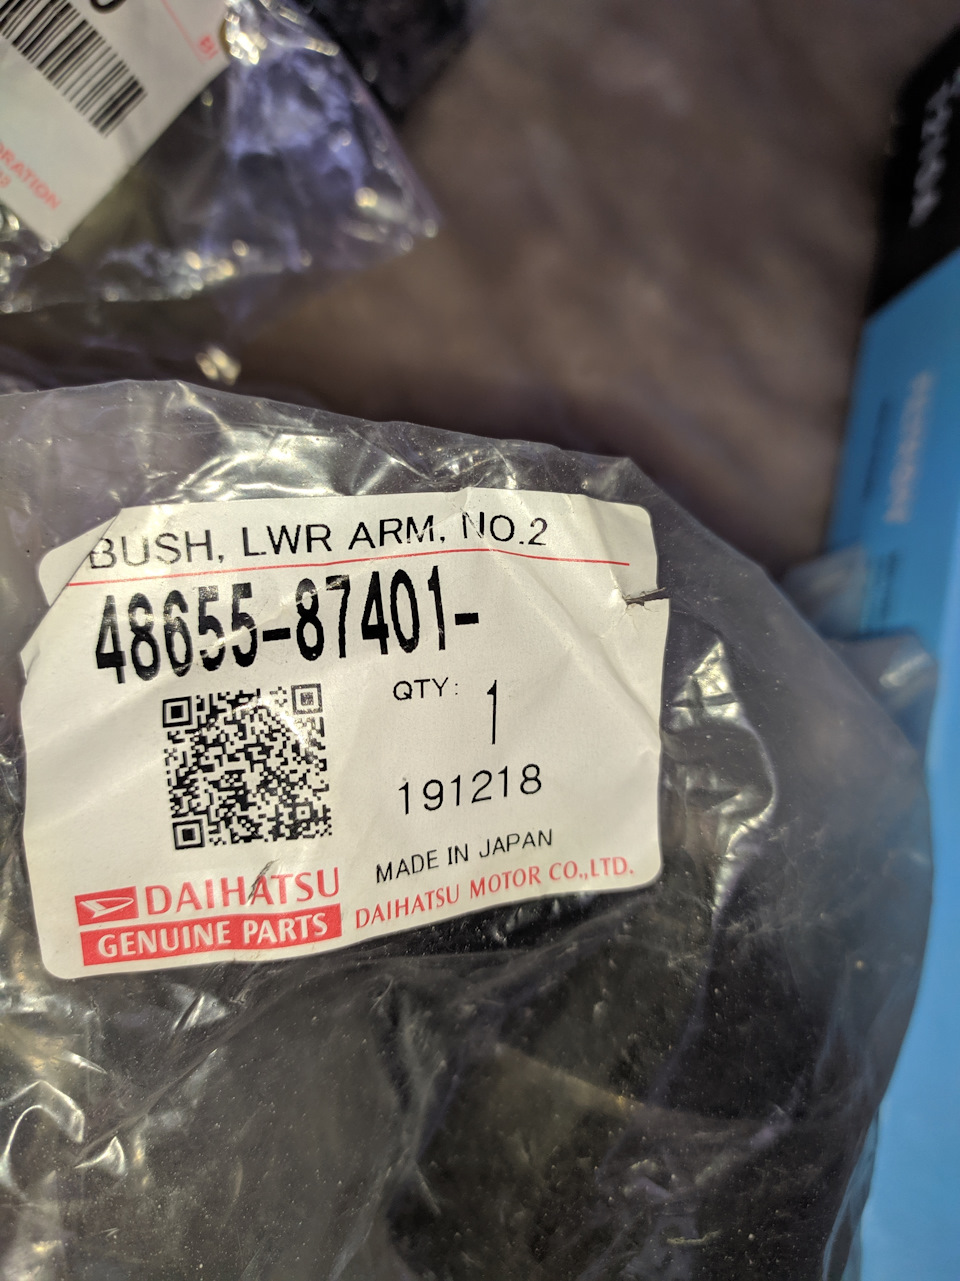 BUSH, LWR ARM, NO.2
48655-87401-
QTY: 1
191218
MADE IN JAPAN
DAIHATSU
GENUINE PARTS
DAIHATSU MOTOR CO.,LTD.